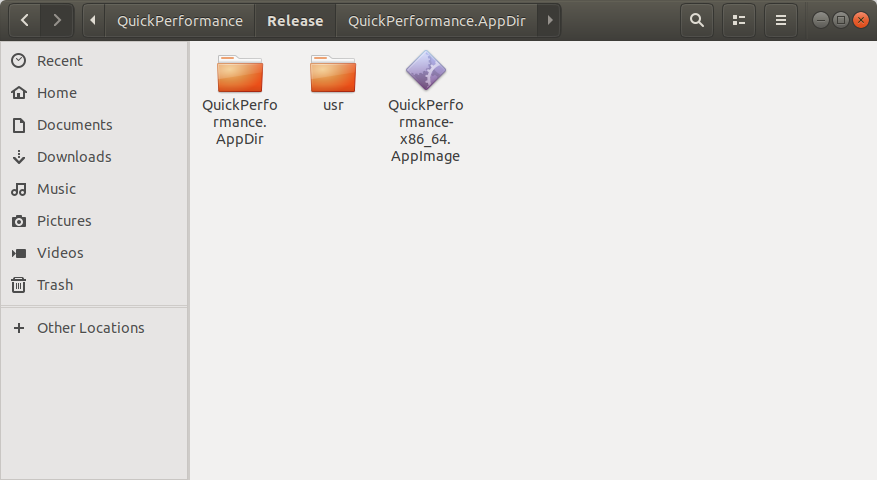 QuickPerformance
Release
QuickPerformance.AppDir
Recent
Home
Documents
Downloads
Music
Pictures
Videos
Trash
Other Locations
QuickPerfo
rmance.
AppDir
usr
QuickPerfo
rmance-
x86_64.
AppImage